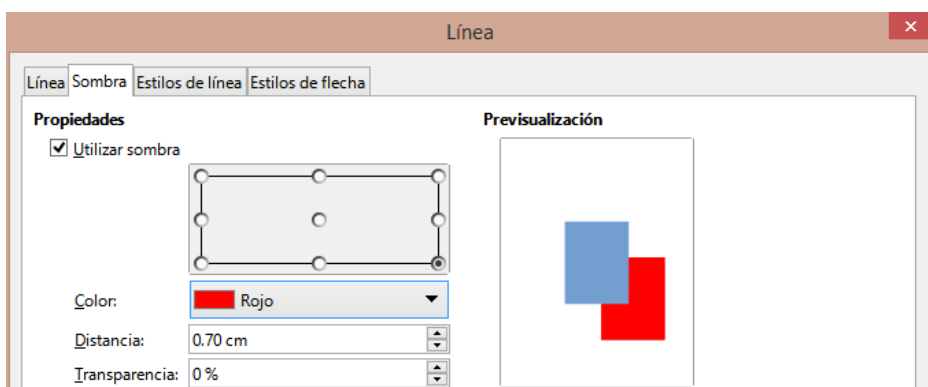 Línea
Línea Sombra Estilos de línea Estilos de flecha
Propiedades
Utilizar sombra
Color: Rojo
Distancia: 0.70 cm
Transparencia: 0 %
Previsualización